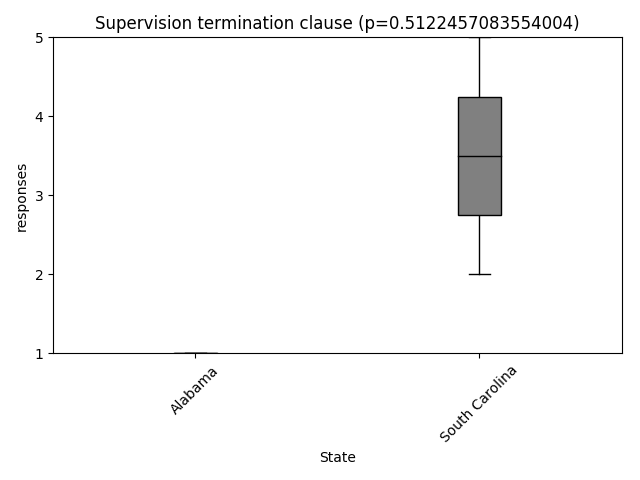 Supervision termination clause (p=0.5122457083554004)
5
4
3
2
1
responses
Alabama
South Carolina
State